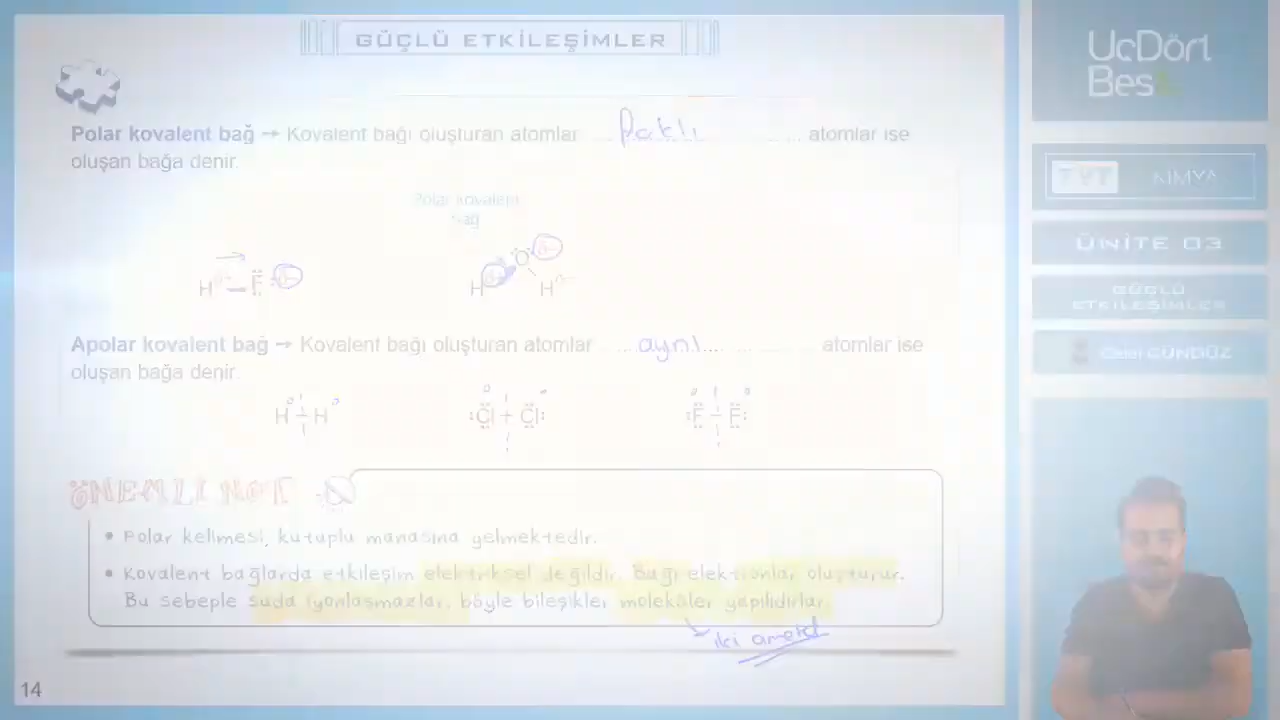 GÜÇLÜ ETKİLEŞİMLER
Polar kovalent bağ → Kovalent bağı oluşturan atomlar ... farklı ... atomlar ise
oluşan bağa denir.
Polar kovalent
bağ
H — F
O
H H
Apolar kovalent bağ → Kovalent bağı oluşturan atomlar ... aynı ... atomlar ise
oluşan bağa denir.
H H Cl Cl F F
ÖNEMLİ NOT
• Polar kelimesi, kutuplu manasına gelmektedir.
• Kovalent bağlarda etkileşim elektriksel değildir. Bağı elektronlar oluşturur.
Bu sebeple suda iyonlaşmazlar, böyle bileşikler moleküler yapılıdırlar.
iki ametal
14
ÜçDört
Beş
TYT KİMYA
ÜNİTE 03
GÜÇLÜ
ETKİLEŞİMLER
GÜNDÜZ